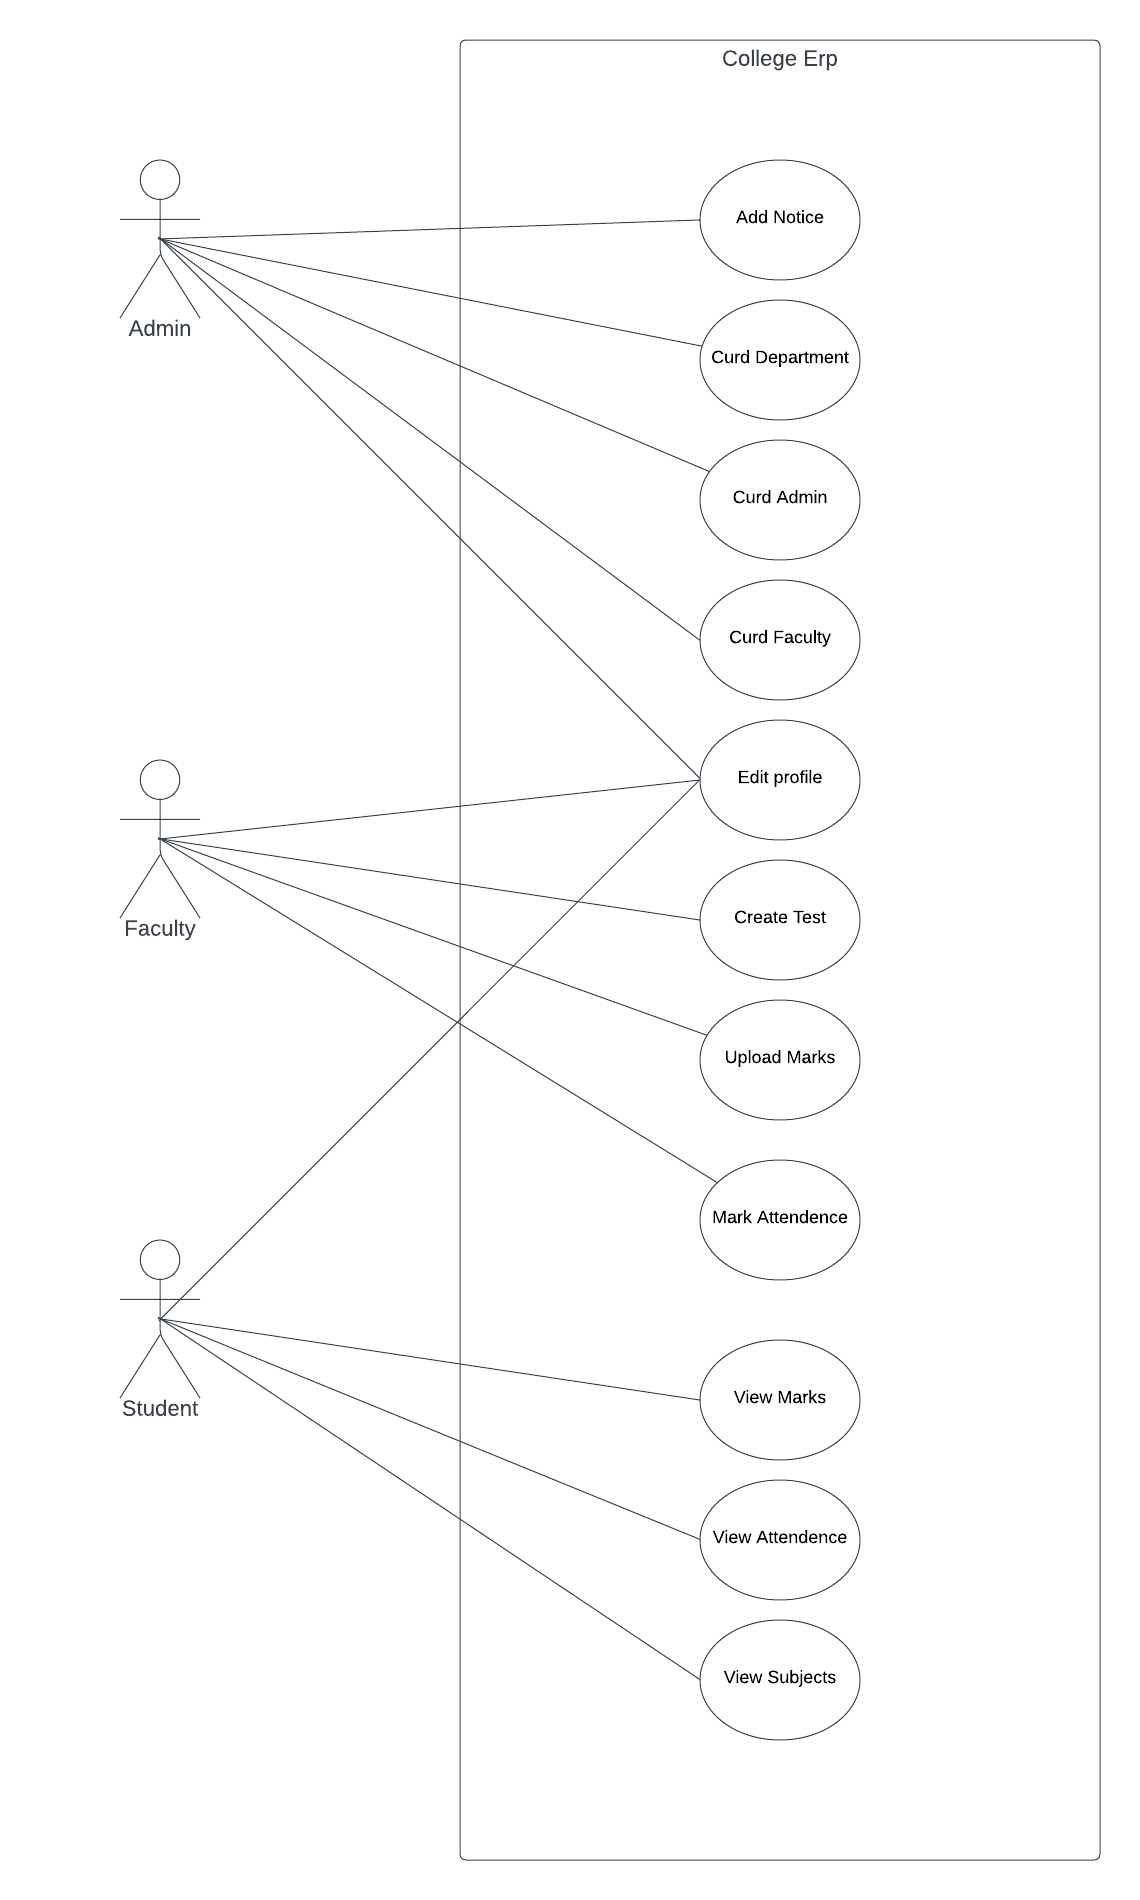 College Erp
Add Notice
Admin
Curd Department
Curd Admin
Curd Faculty
Edit profile
Faculty
Create Test
Upload Marks
Mark Attendence
Student
View Marks
View Attendence
View Subjects